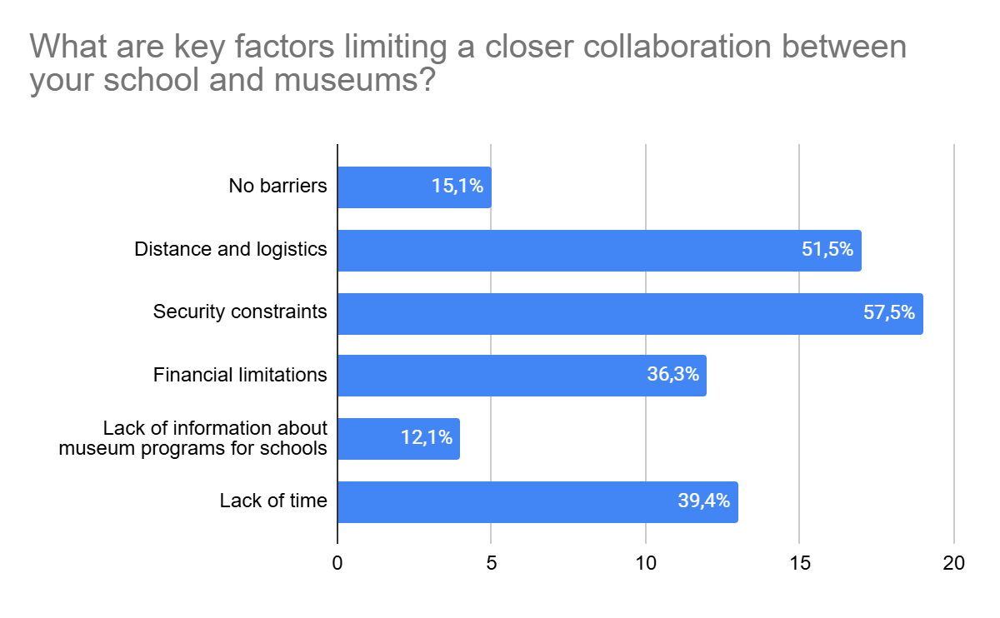 What are key factors limiting a closer collaboration between
your school and museums?
No barriers
15,1%
Distance and logistics
51,5%
Security constraints
57,5%
Financial limitations
36,3%
Lack of information about
museum programs for schools
12,1%
Lack of time
39,4%
0
5
10
15
20